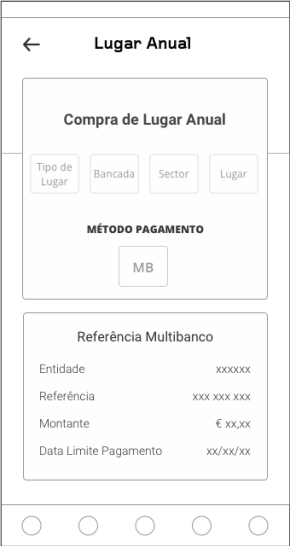 Lugar Anual
Compra de Lugar Anual
Tipo de
Lugar
Bancada
Sector
Lugar
MÉTODO PAGAMENTO
MB
Referência Multibanco
Entidade xxxxxx
Referência xxx xxx xxx
Montante € xx,xx
Data Limite Pagamento xx/xx/xx